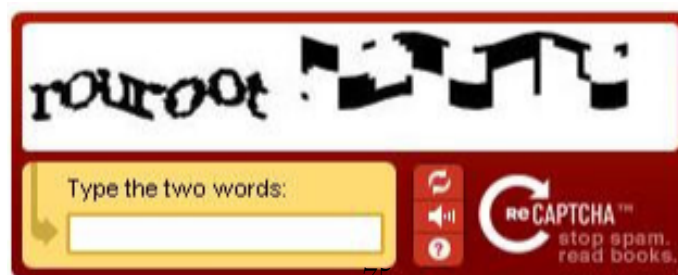 rouroot
Type the two words:
ReCAPTCHA™
stop spam.
read books.